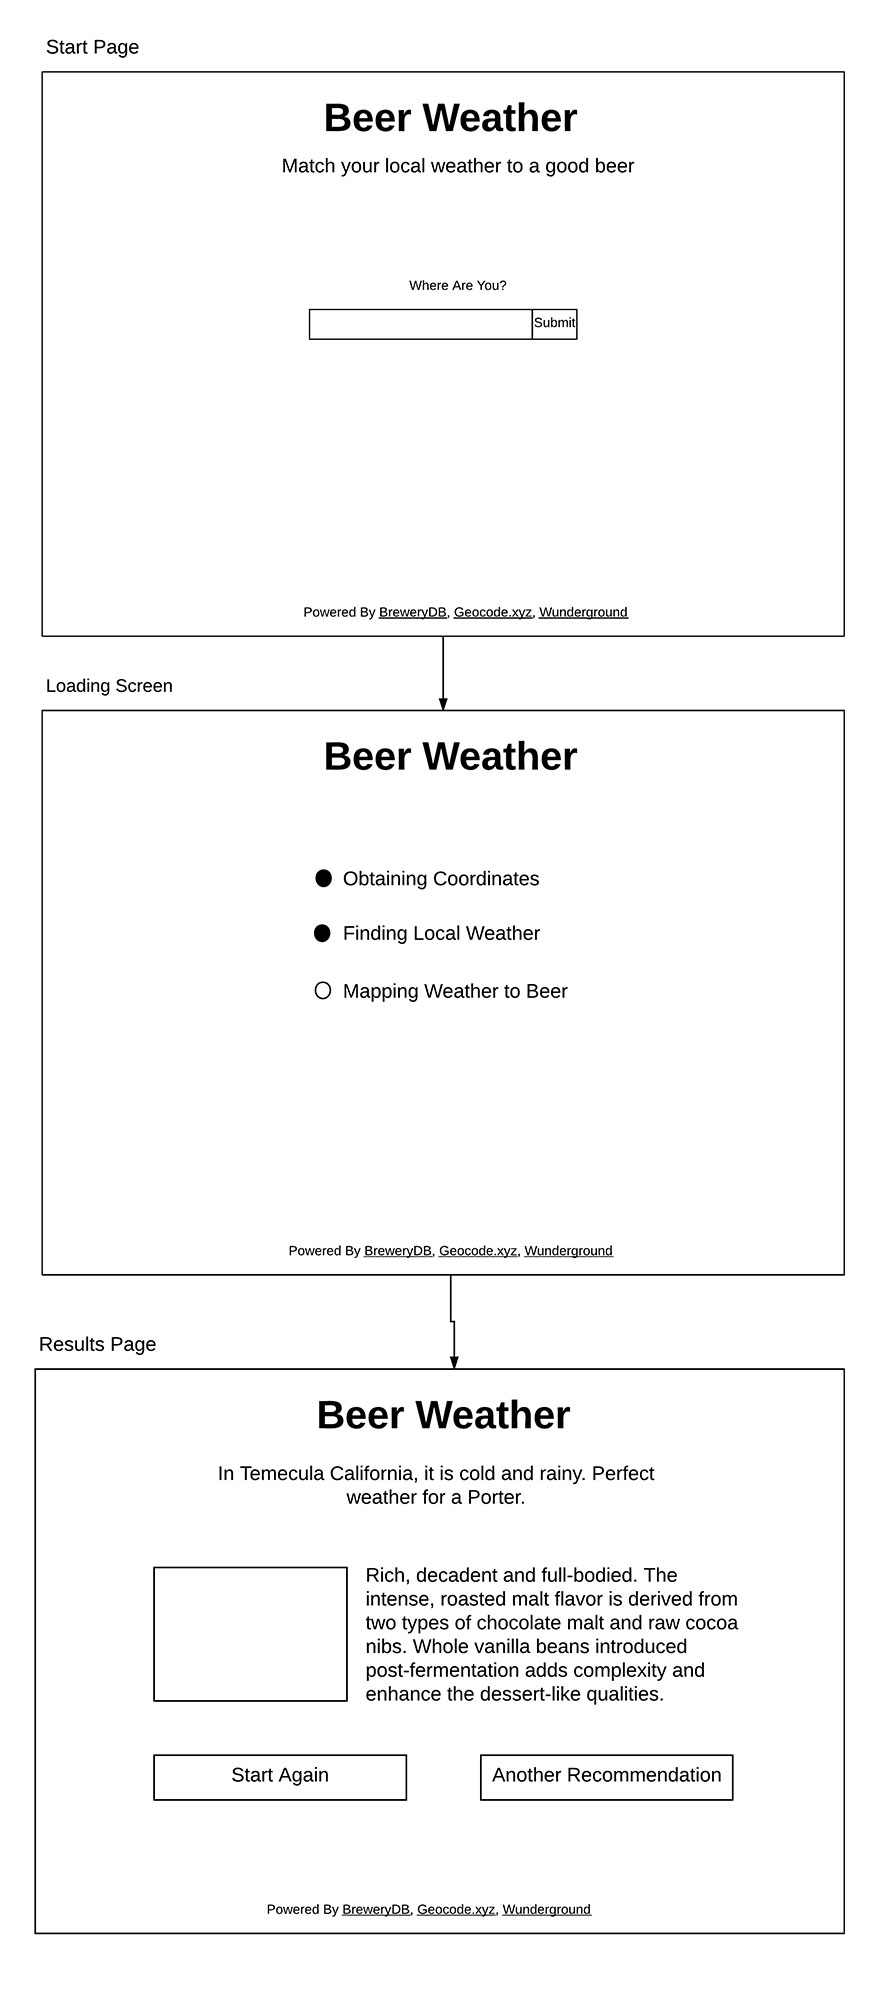 Start Page
Beer Weather
Match your local weather to a good beer
Where Are You?
Submit
Powered By BreweryDB, Geocode.xyz, Wunderground
Loading Screen
Beer Weather
Obtaining Coordinates
Finding Local Weather
Mapping Weather to Beer
Powered By BreweryDB, Geocode.xyz, Wunderground
Results Page
Beer Weather
In Temecula California, it is cold and rainy. Perfect
weather for a Porter.
Rich, decadent and full-bodied. The
intense, roasted malt flavor is derived from
two types of chocolate malt and raw cocoa
nibs. Whole vanilla beans introduced
post-fermentation adds complexity and
enhance the dessert-like qualities.
Start Again
Another Recommendation
Powered By BreweryDB, Geocode.xyz, Wunderground